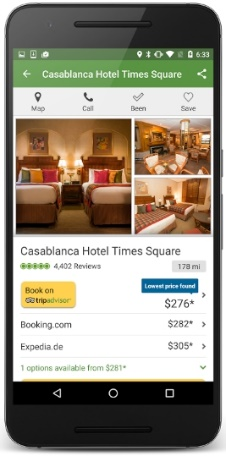 6:33
Casablanca Hotel Times Square
Map
Call
Been
Save
Casablanca Hotel Times Square
4,402 Reviews
178 mi
Book on
tripadvisor
Lowest price found
$276*
Booking.com
$282*
Expedia.de
$305*
1 options available from $281*